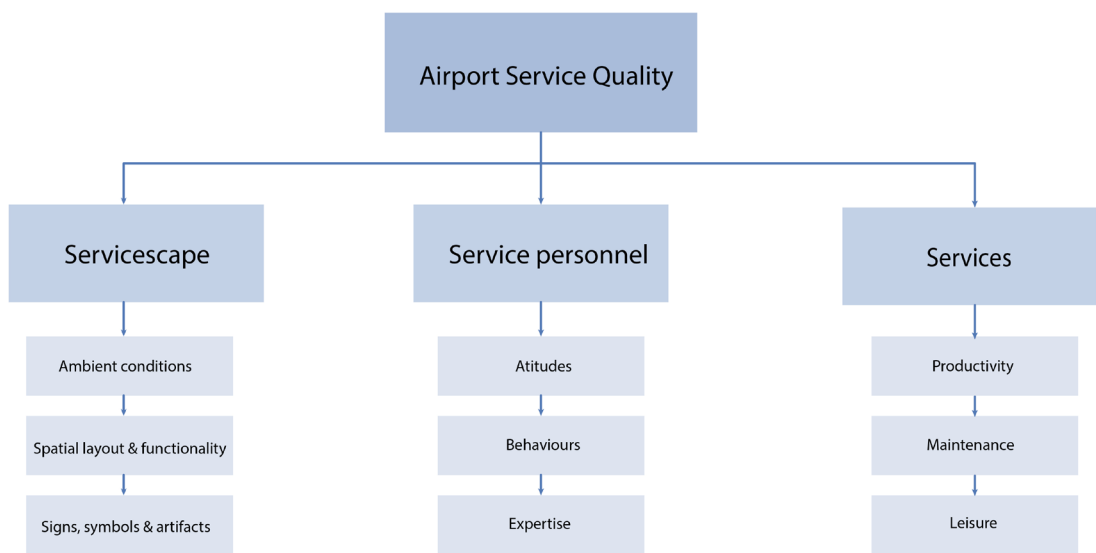 Airport Service Quality
Servicescape
Service personnel
Services
Ambient conditions
Atitudes
Productivity
Spatial layout & functionality
Behaviours
Maintenance
Signs, symbols & artifacts
Expertise
Leisure